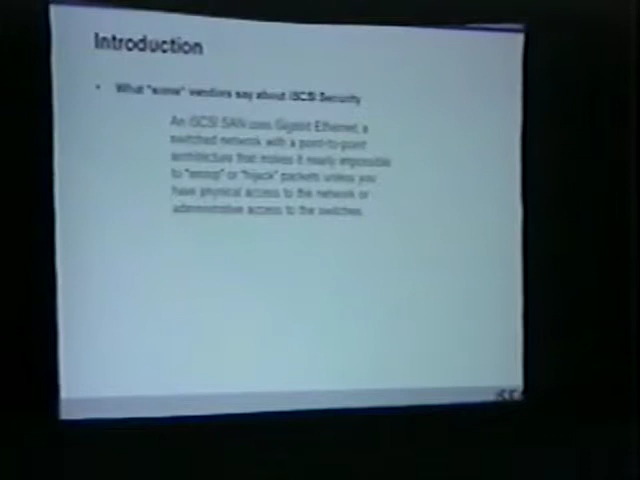 Introduction
• What "some" vendors say about iSCSI Security
An iSCSI SAN uses Gigabit Ethernet, a
switched network with a point-to-point
architecture that makes it nearly impossible
to "snoop" or "hijack" packets unless you
have physical access to the network or
administrative access to the switches.